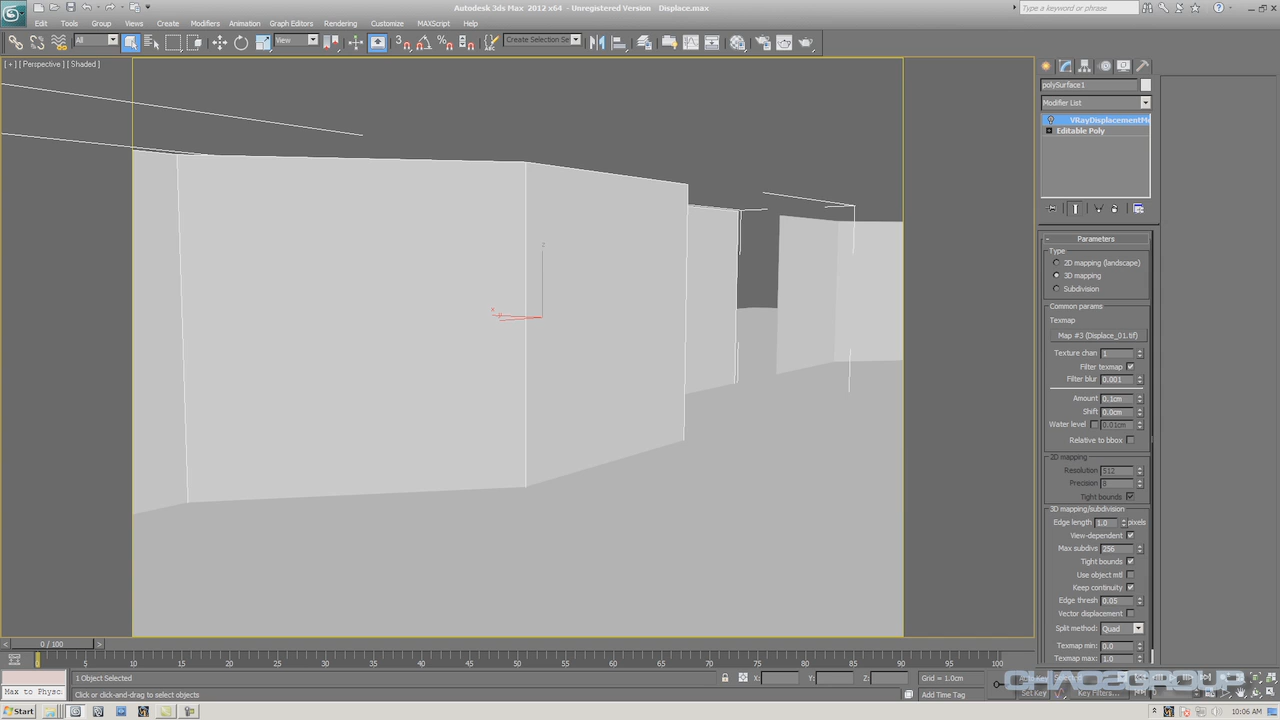 Autodesk 3ds Max 2012 x64 - Unregistered Version Displace.max
Type a keyword or phrase
Edit Tools Group Views Create Modifiers Animation Graph Editors Rendering Customize MAXScript Help
All
View
Create Selection Se
[ + ] [ Perspective ] [ Shaded ]
polySurface1
Modifier List
VRayDisplacementMo
Editable Poly
Parameters
Type
2D mapping (landscape)
3D mapping
Subdivision
Common params
Texmap
Map #3 (Displace_01.tif)
Texture chan 1
Filter texmap
Filter blur 0.001
Amount 0.1cm
Shift 0.0cm
Water level 0.01cm
Relative to bbox
2D mapping
Resolution 512
Precision 8
Tight bounds
3D mapping/subdivision
Edge length 1.0 pixels
View-dependent
Max subdivs 256
Tight bounds
Use object mtl
Keep continuity
Edge thresh 0.05
Vector displacement
Split method: Quad
Texmap min: 0.0
Texmap max: 1.0
z
0 / 100
0 5 10 15 20 25 30 35 40 45 50 55 60 65 70 75 80 85 90 95 100
1 Object Selected
X: Y: Z: Grid = 1.0cm
Auto Key Selected
Max to Physc
Click or click-and-drag to select objects
Add Time Tag
Set Key Key Filters...
Start
10:06 AM